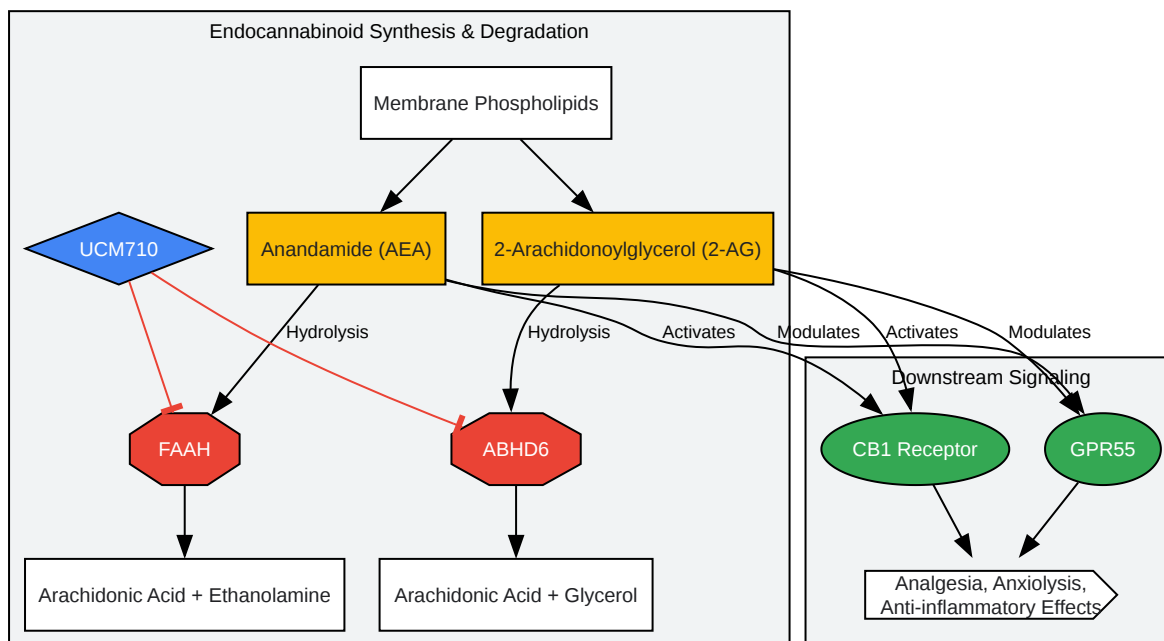 Endocannabinoid Synthesis & Degradation
Membrane Phospholipids
UCM710
Anandamide (AEA)
2-Arachidonoylglycerol (2-AG)
Hydrolysis
Hydrolysis
Activates
Modulates
Activates
Modulates
Downstream Signaling
FAAH
ABHD6
CB1 Receptor
GPR55
Arachidonic Acid + Ethanolamine
Arachidonic Acid + Glycerol
Analgesia, Anxiolysis,
Anti-inflammatory Effects